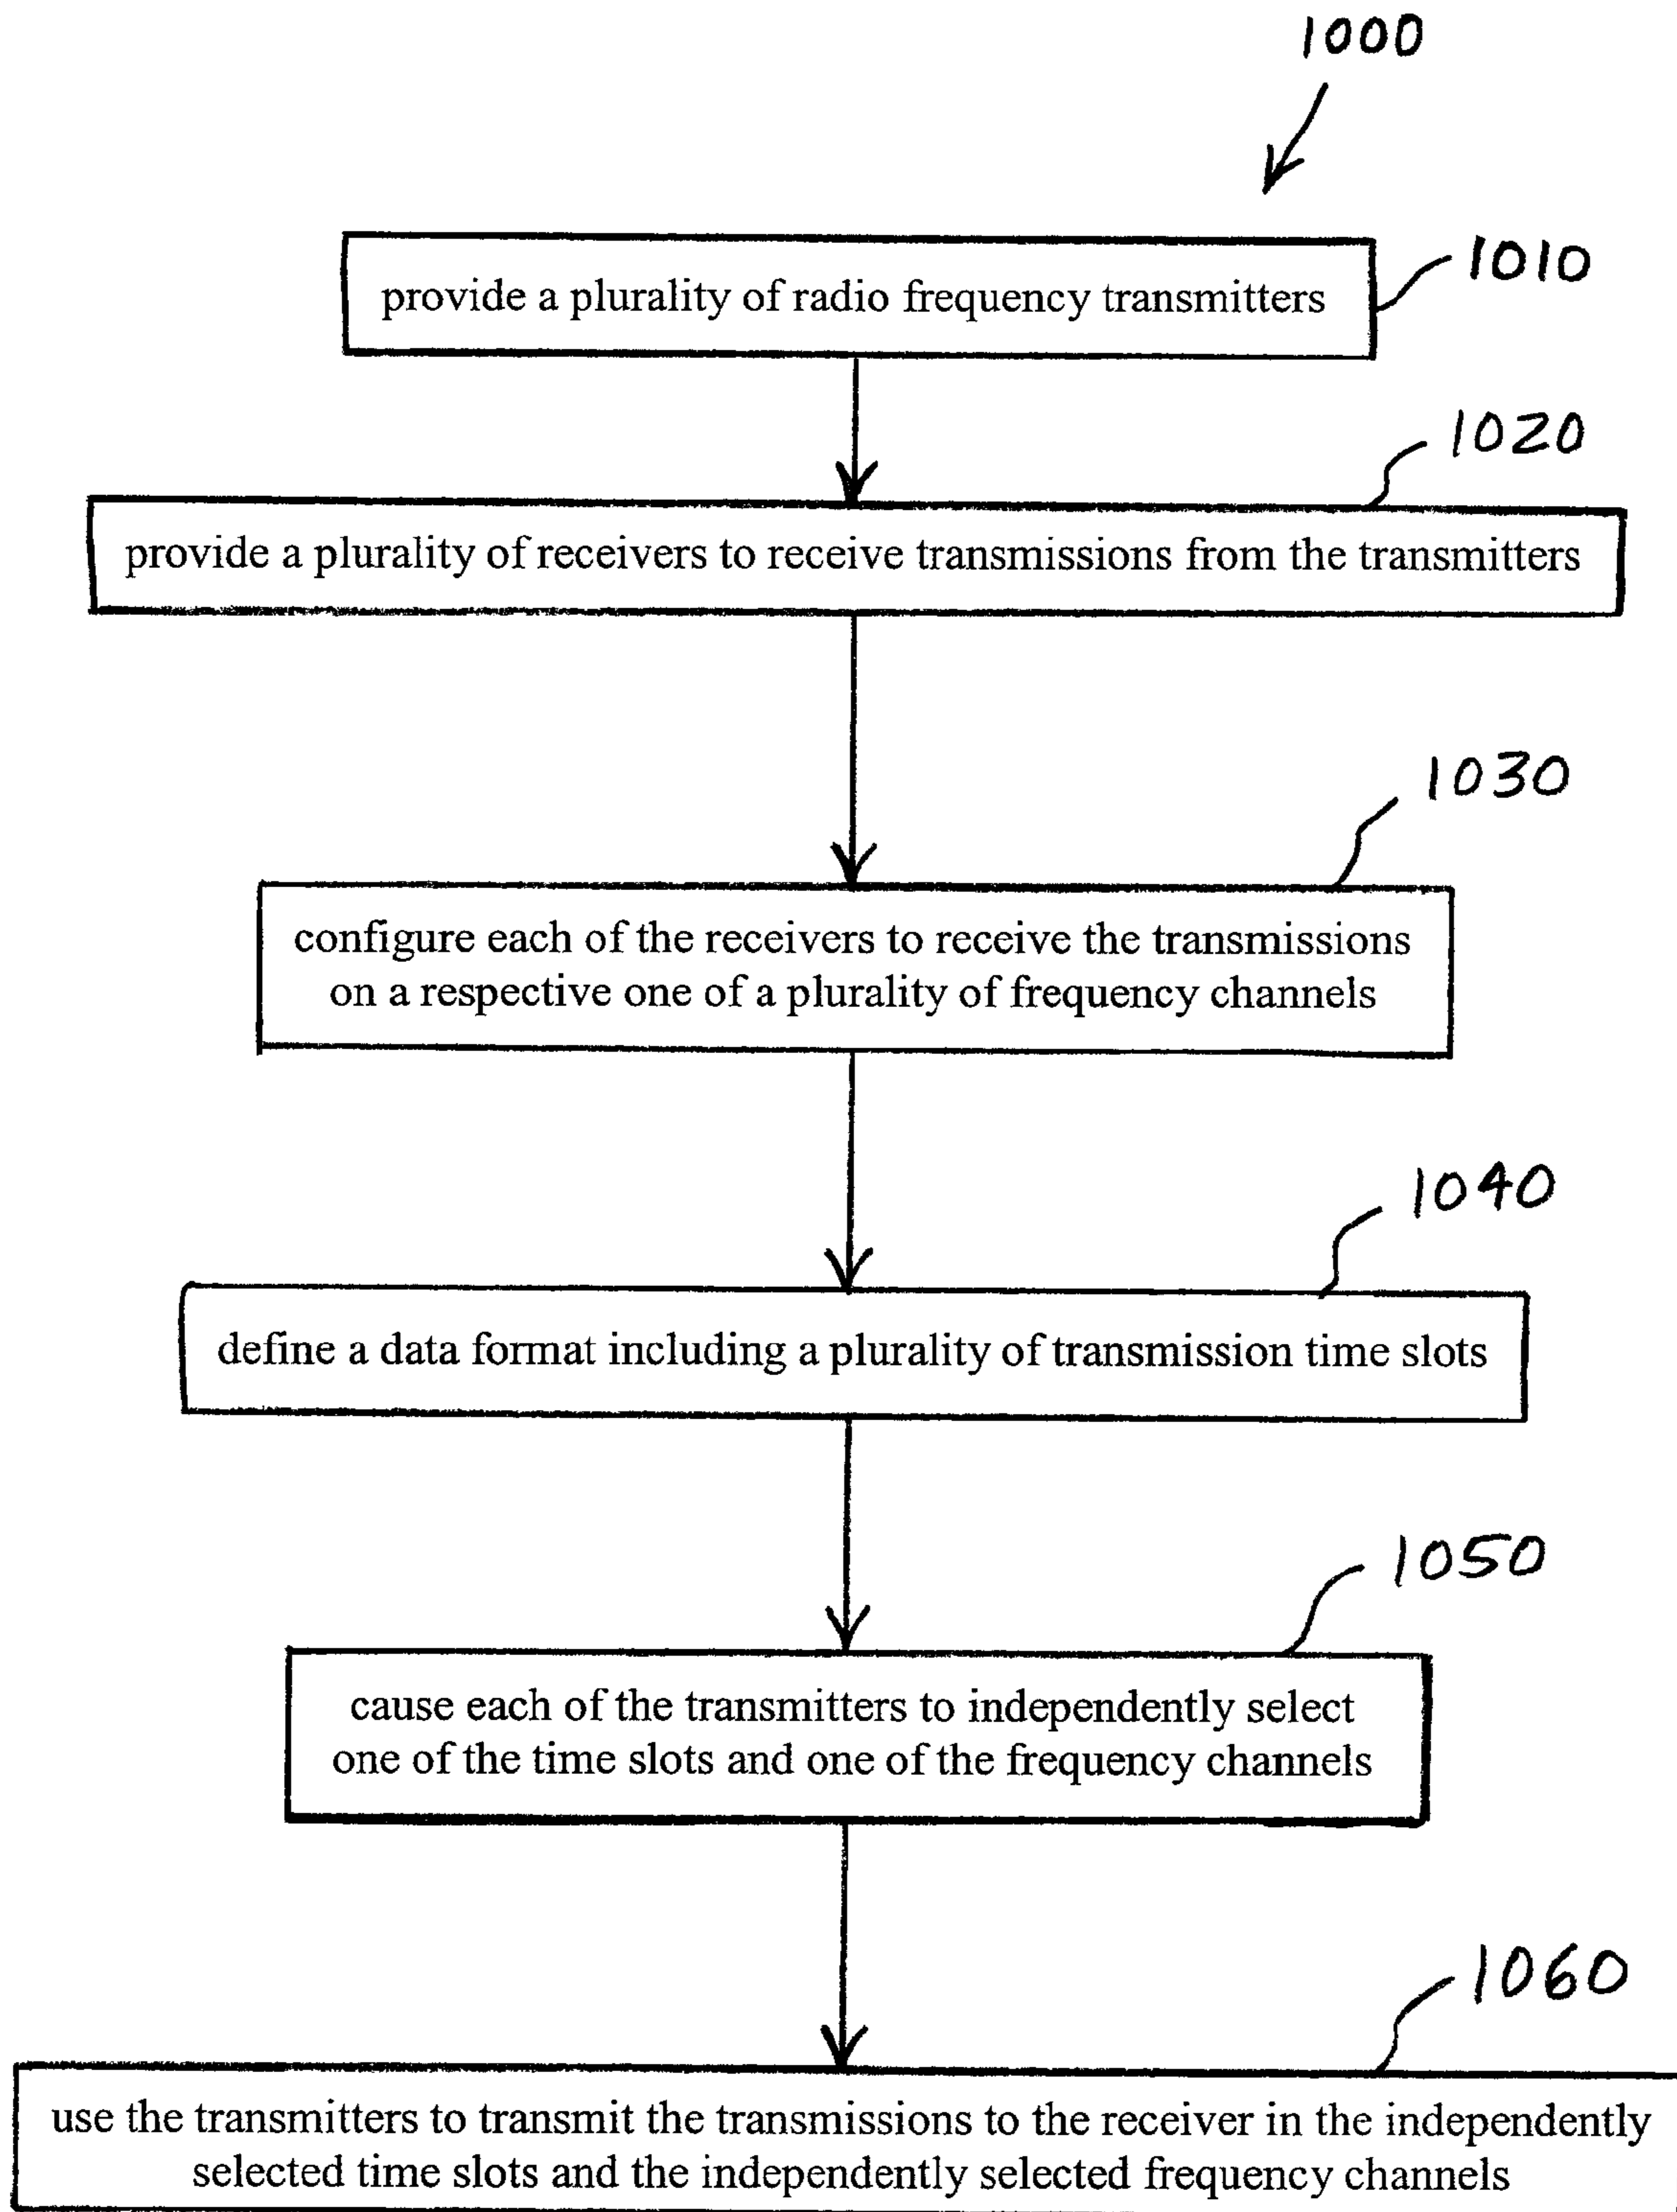 1000
provide a plurality of radio frequency transmitters
1010
1020
provide a plurality of receivers to receive transmissions from the transmitters
1030
configure each of the receivers to receive the transmissions
on a respective one of a plurality of frequency channels
1040
define a data format including a plurality of transmission time slots
1050
cause each of the transmitters to independently select
one of the time slots and one of the frequency channels
1060
use the transmitters to transmit the transmissions to the receiver in the independently
selected time slots and the independently selected frequency channels